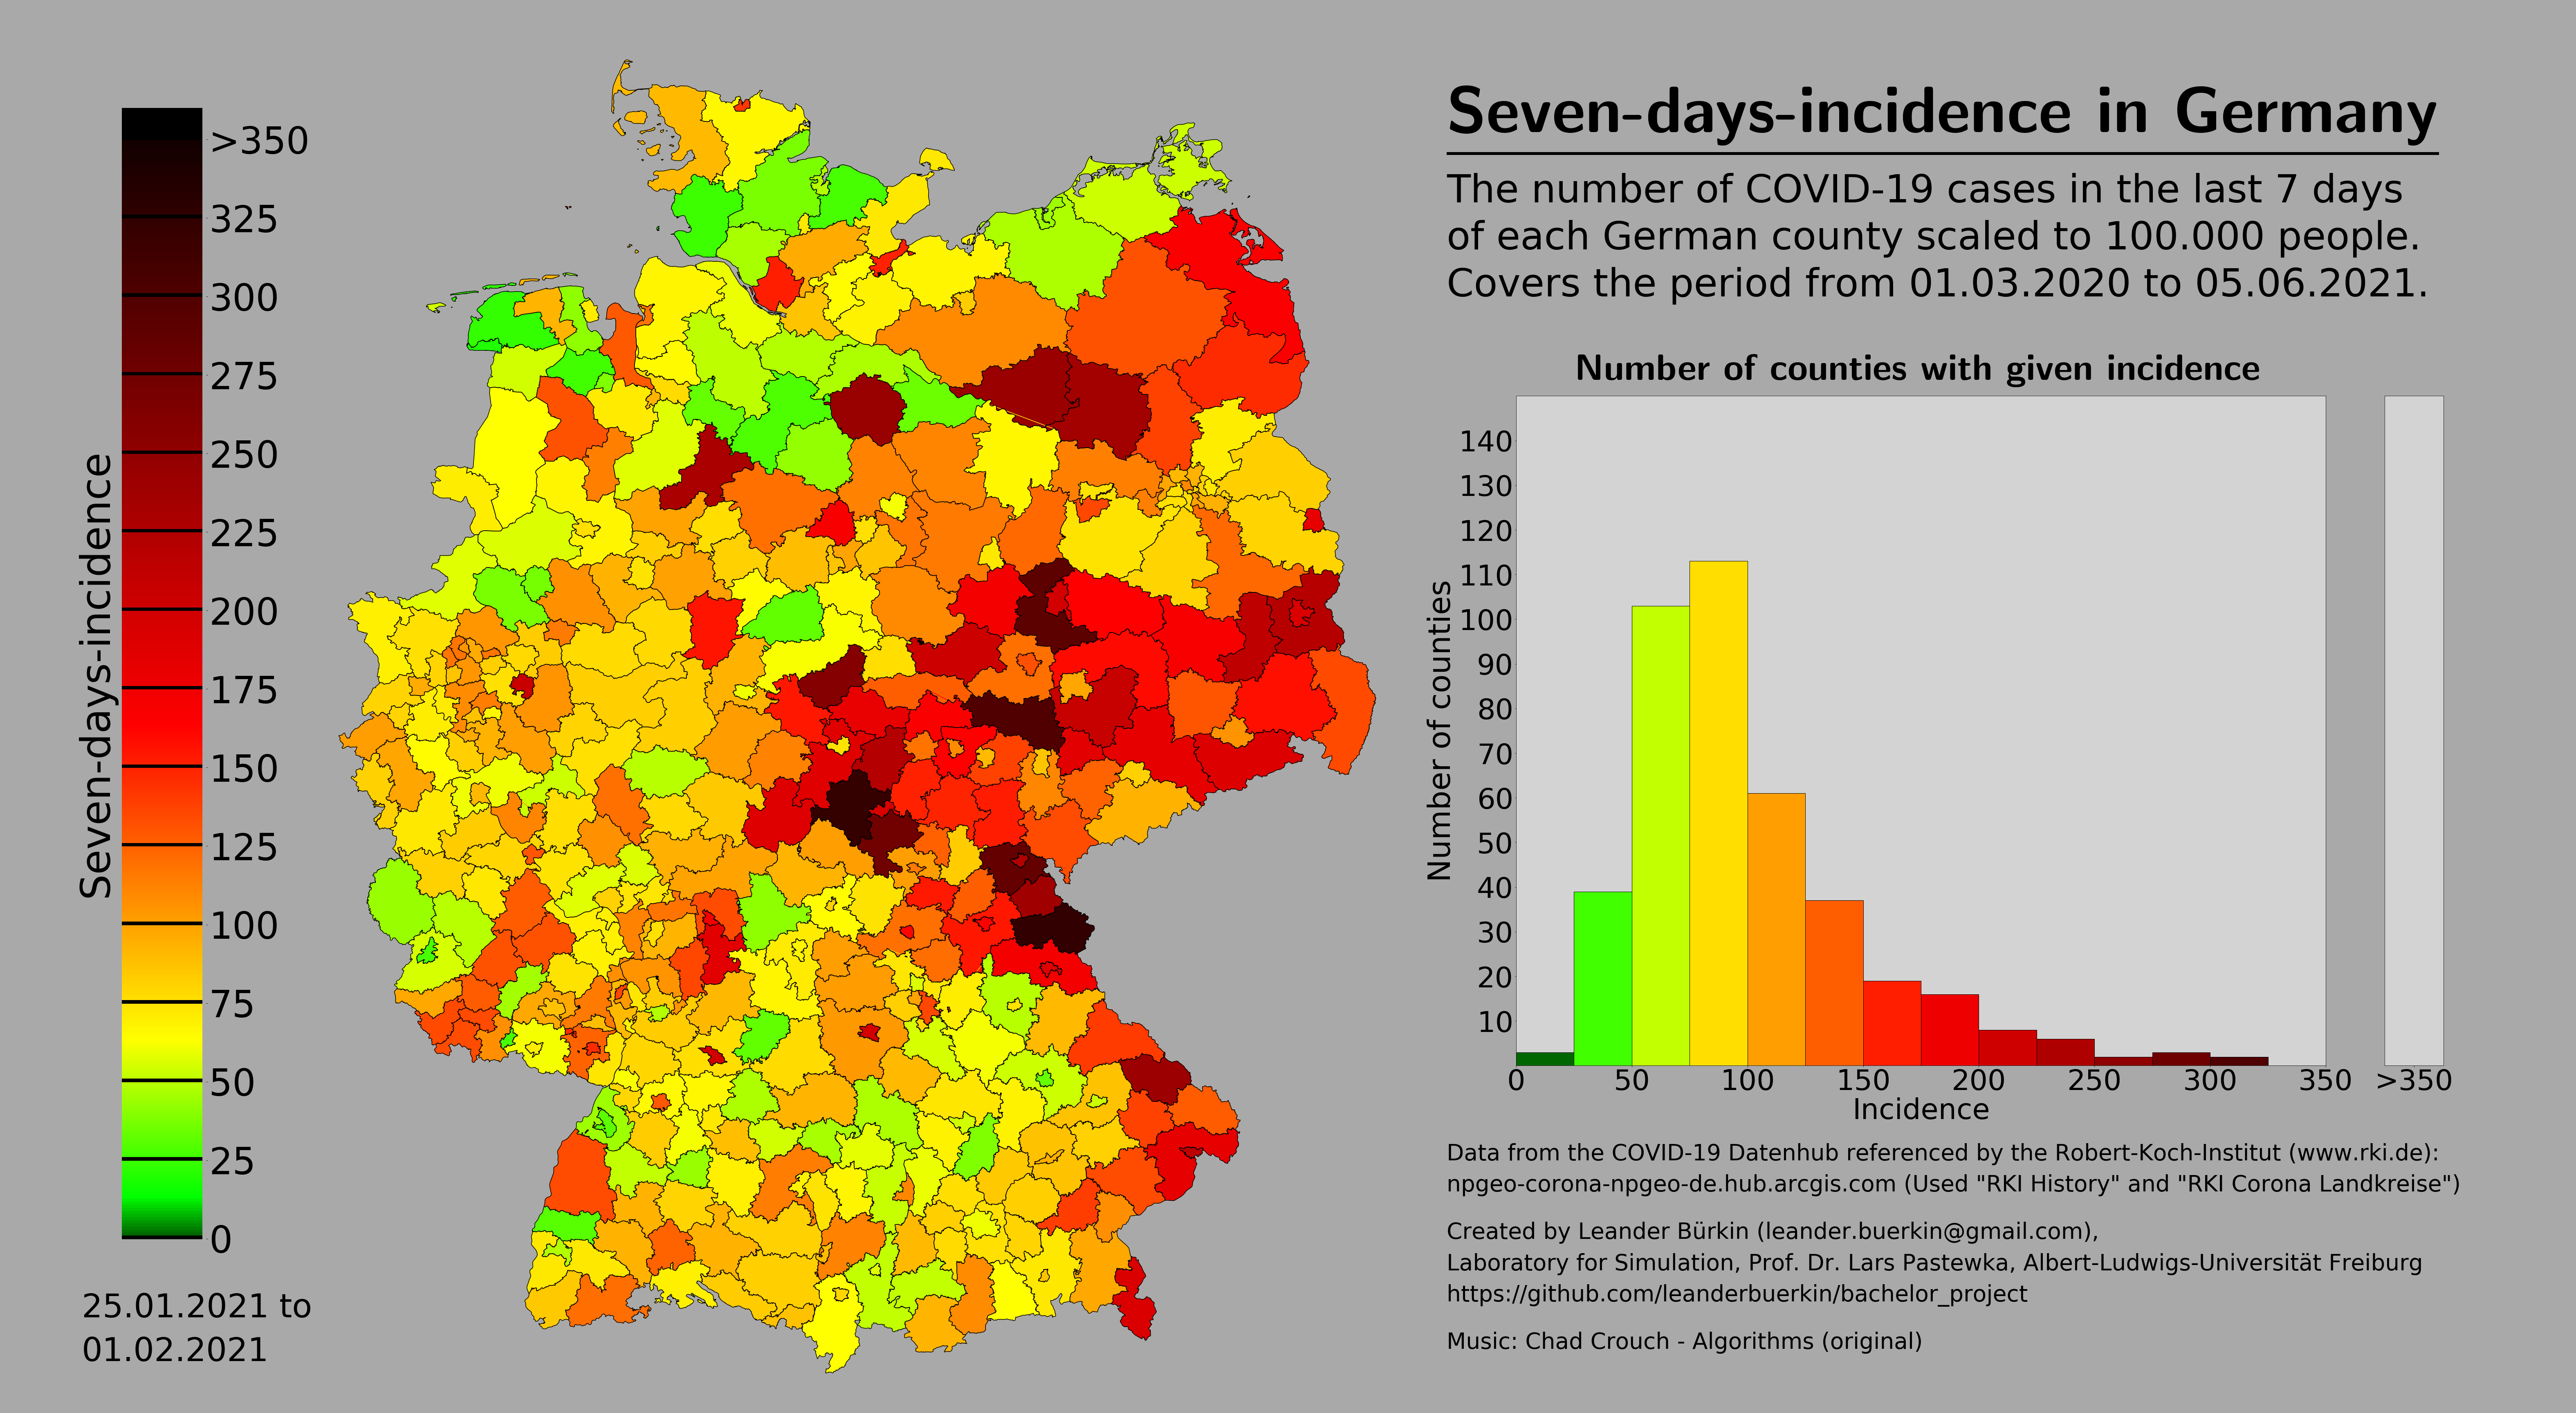 Seven-days-incidence in Germany
The number of COVID-19 cases in the last 7 days
of each German county scaled to 100.000 people.
Covers the period from 01.03.2020 to 05.06.2021.
Seven-days-incidence
>350
325
300
275
250
225
200
175
150
125
100
75
50
25
0
25.01.2021 to
01.02.2021
Number of counties with given incidence
Number of counties
140
130
120
110
100
90
80
70
60
50
40
30
20
10
0 50 100 150 200 250 300 350 >350
Incidence
Data from the COVID-19 Datenhub referenced by the Robert-Koch-Institut (www.rki.de):
npgeo-corona-npgeo-de.hub.arcgis.com (Used "RKI History" and "RKI Corona Landkreise")
Created by Leander Bürkin (leander.buerkin@gmail.com),
Laboratory for Simulation, Prof. Dr. Lars Pastewka, Albert-Ludwigs-Universität Freiburg
https://github.com/leanderbuerkin/bachelor_project
Music: Chad Crouch - Algorithms (original)